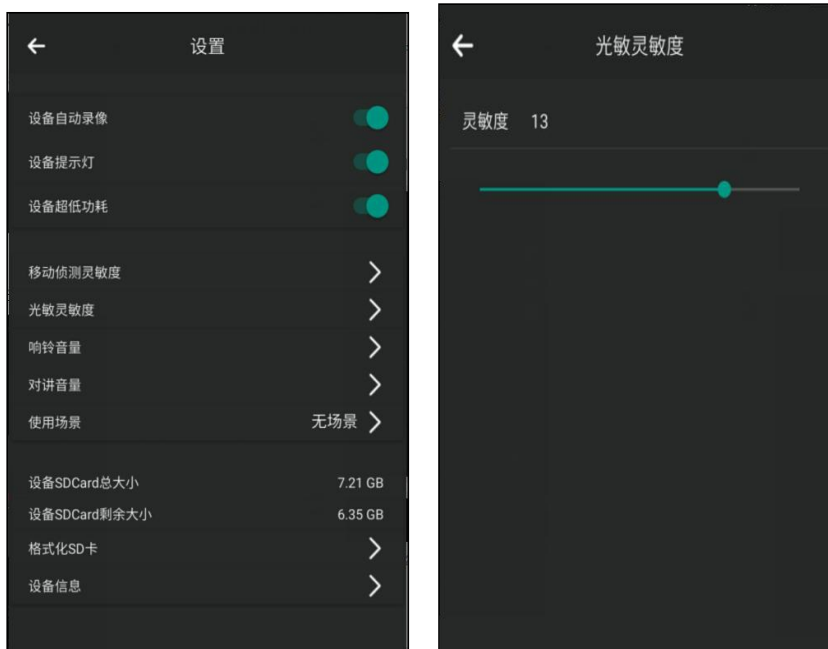 设置
设备自动录像
设备提示灯
设备超低功耗
移动侦测灵敏度
光敏灵敏度
响铃音量
对讲音量
使用场景 无场景
设备SDCard总大小 7.21 GB
设备SDCard剩余大小 6.35 GB
格式化SD卡
设备信息
光敏灵敏度
灵敏度 13